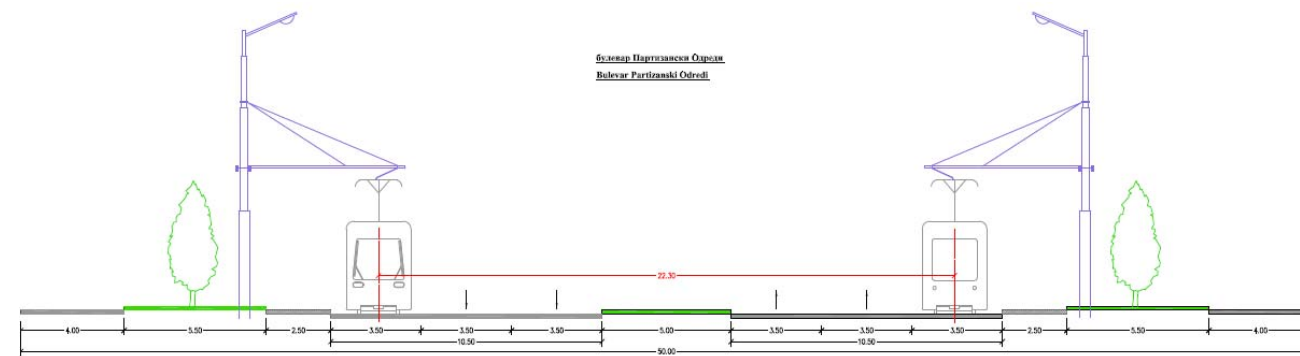 булевар Партизански Одреди
Bulevar Partizanski Odredi
22.30
4.00 5.50 2.50 3.50 3.50 3.50 5.00 3.50 3.50 3.50 2.50 5.50 4.00
10.50 10.50
50.00